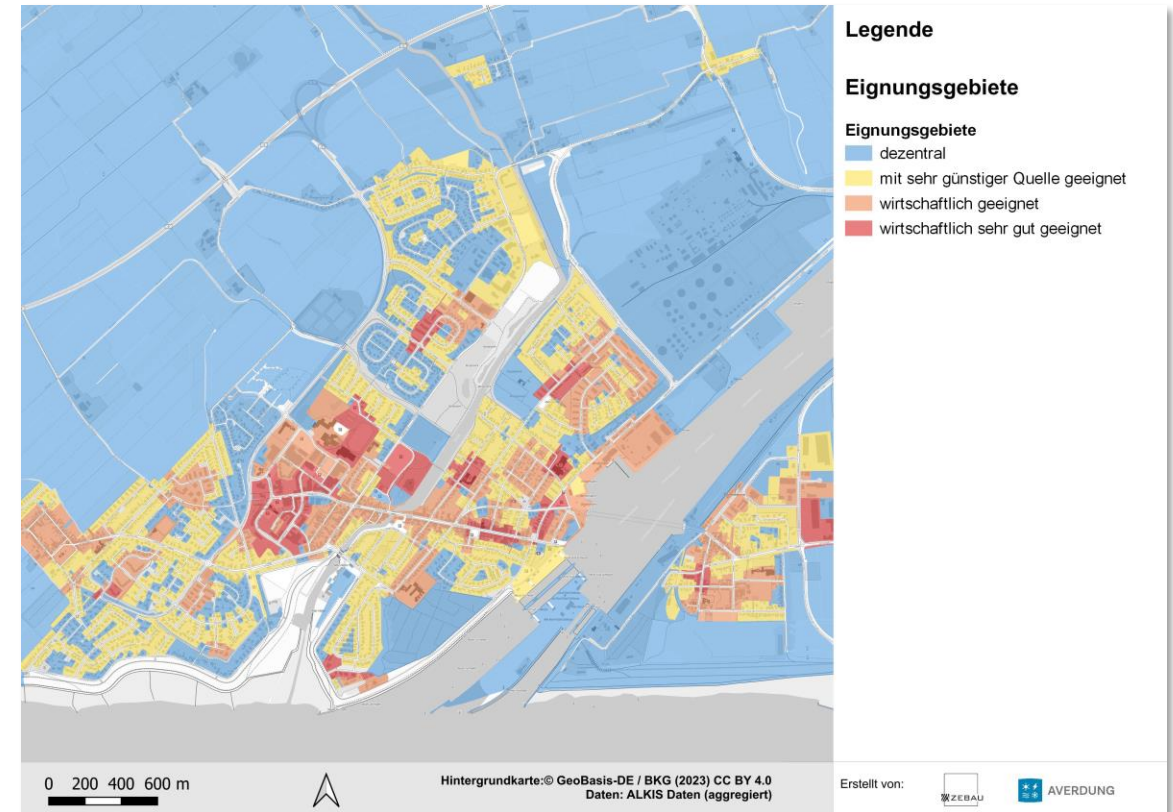 Legende
Eignungsgebiete
Eignungsgebiete
dezentral
mit sehr günstiger Quelle geeignet
wirtschaftlich geeignet
wirtschaftlich sehr gut geeignet
0 200 400 600 m
Hintergrundkarte:© GeoBasis-DE / BKG (2023) CC BY 4.0
Daten: ALKIS Daten (aggregiert)
Erstellt von:
ZEBAU
AVERDUNG